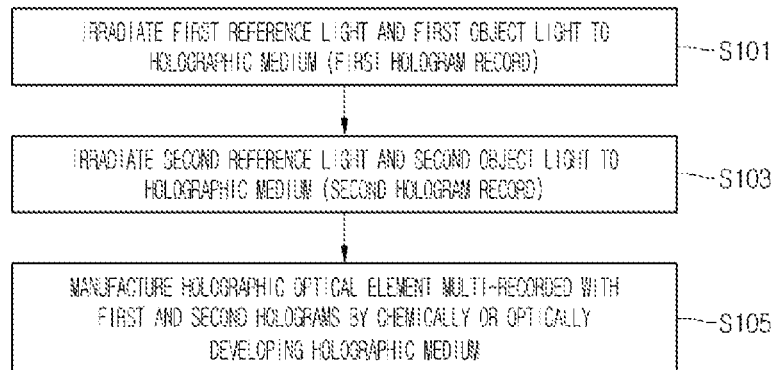 IRRADIATE FIRST REFERENCE LIGHT AND FIRST OBJECT LIGHT TO
HOLOGRAPHIC MEDIUM (FIRST HOLOGRAM RECORD)
S101
IRRADIATE SECOND REFERENCE LIGHT AND SECOND OBJECT LIGHT TO
HOLOGRAPHIC MEDIUM (SECOND HOLOGRAM RECORD)
S103
MANUFACTURE HOLOGRAPHIC OPTICAL ELEMENT MULTI-RECORDED WITH
FIRST AND SECOND HOLOGRAMS BY CHEMICALLY OR OPTICALLY
DEVELOPING HOLOGRAPHIC MEDIUM
S105